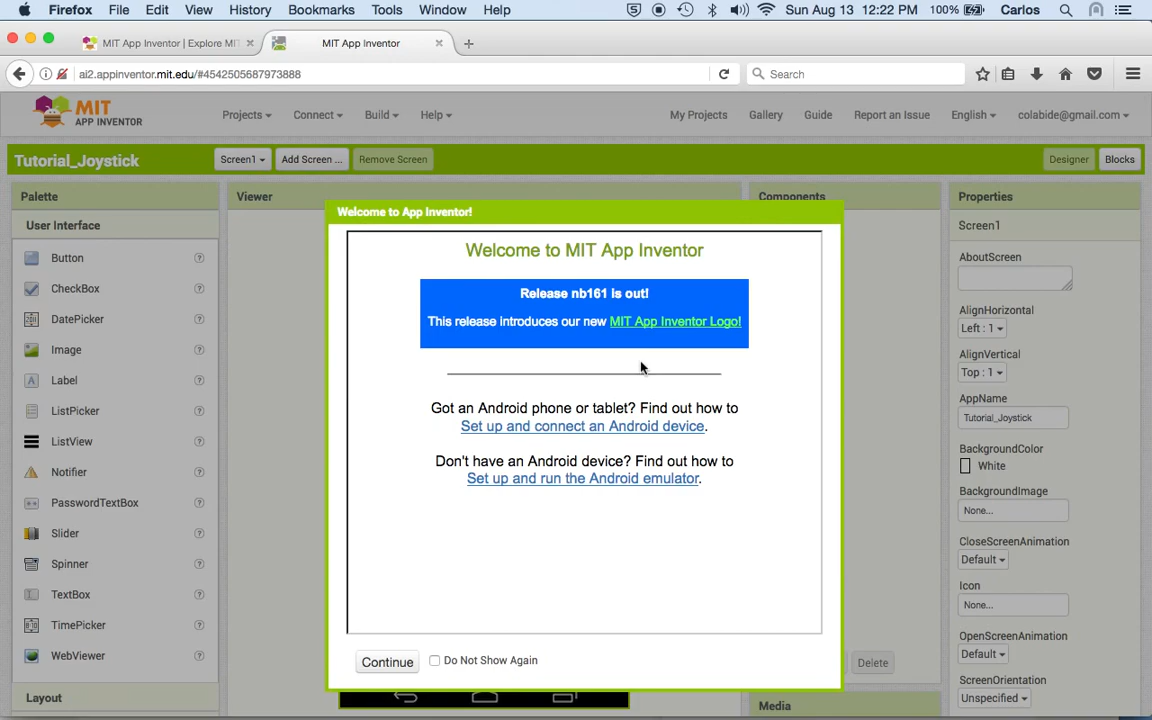 Firefox File Edit View History Bookmarks Tools Window Help Sun Aug 13 12:22 PM 100% Carlos
MIT App Inventor | Explore MIT
MIT App Inventor
ai2.appinventor.mit.edu/#4542505687973888
Search
MIT
APP INVENTOR
Projects Connect Build Help My Projects Gallery Guide Report an Issue English colabide@gmail.com
Tutorial_Joystick Screen1 Add Screen ... Remove Screen Designer Blocks
Palette
Viewer
Components
Properties
User Interface
Button
CheckBox
DatePicker
Image
Label
ListPicker
ListView
Notifier
PasswordTextBox
Slider
Spinner
TextBox
TimePicker
WebViewer
Layout
Welcome to App Inventor!
Welcome to MIT App Inventor
Release nb161 is out!
This release introduces our new MIT App Inventor Logo!
Got an Android phone or tablet? Find out how to
Set up and connect an Android device.
Don't have an Android device? Find out how to
Set up and run the Android emulator.
Continue
Do Not Show Again
Delete
Media
Screen1
AboutScreen
AlignHorizontal
Left : 1
AlignVertical
Top : 1
AppName
Tutorial_Joystick
BackgroundColor
White
BackgroundImage
None...
CloseScreenAnimation
Default
Icon
None...
OpenScreenAnimation
Default
ScreenOrientation
Unspecified